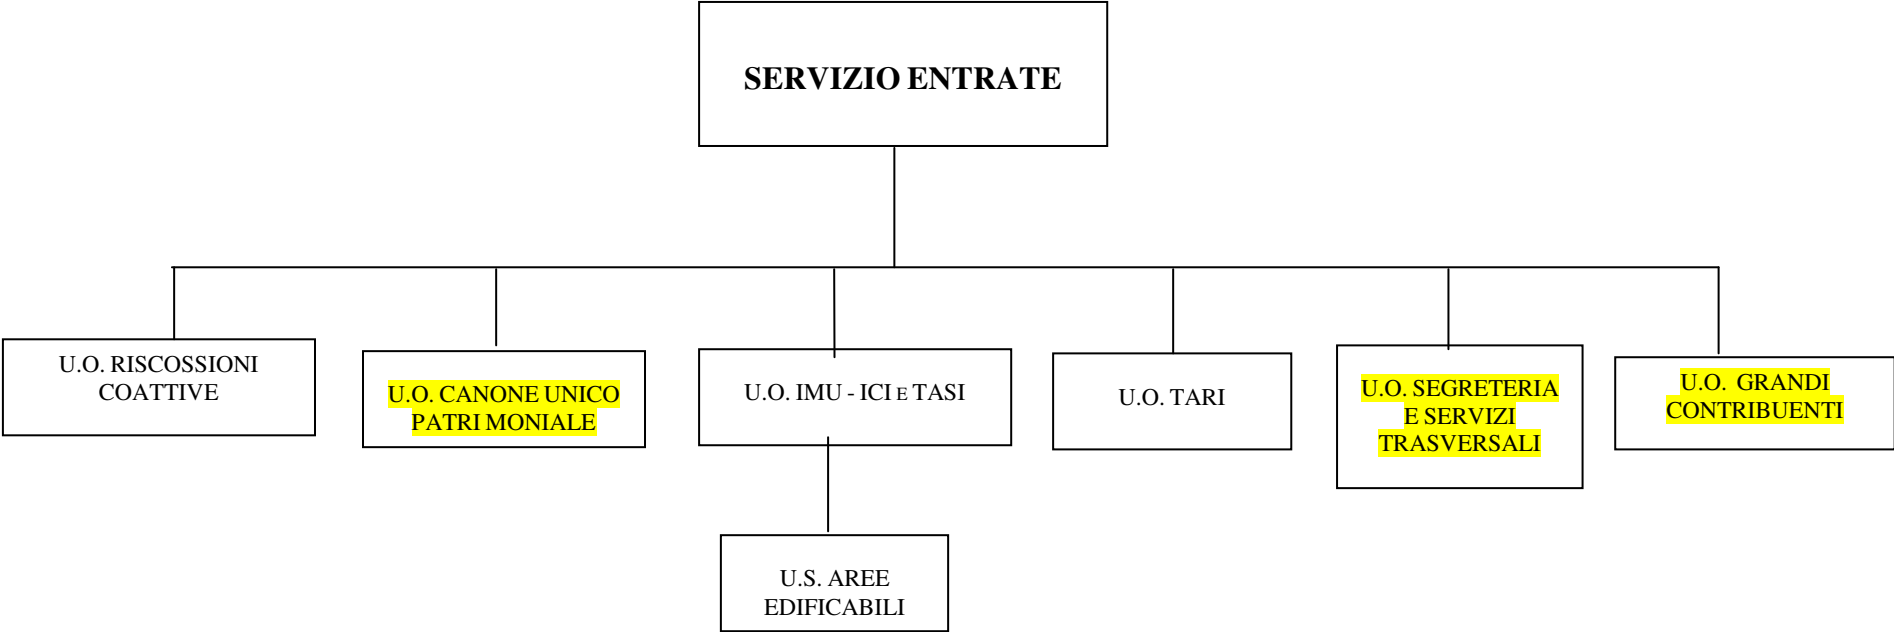 SERVIZIO ENTRATE
U.O. RISCOSSIONI
COATTIVE
U.O. CANONE UNICO
PATRI MONIALE
U.O. IMU - ICI E TASI
U.O. TARI
U.O. SEGRETERIA
E SERVIZI
TRASVERSALI
U.O. GRANDI
CONTRIBUENTI
U.S. AREE
EDIFICABILI